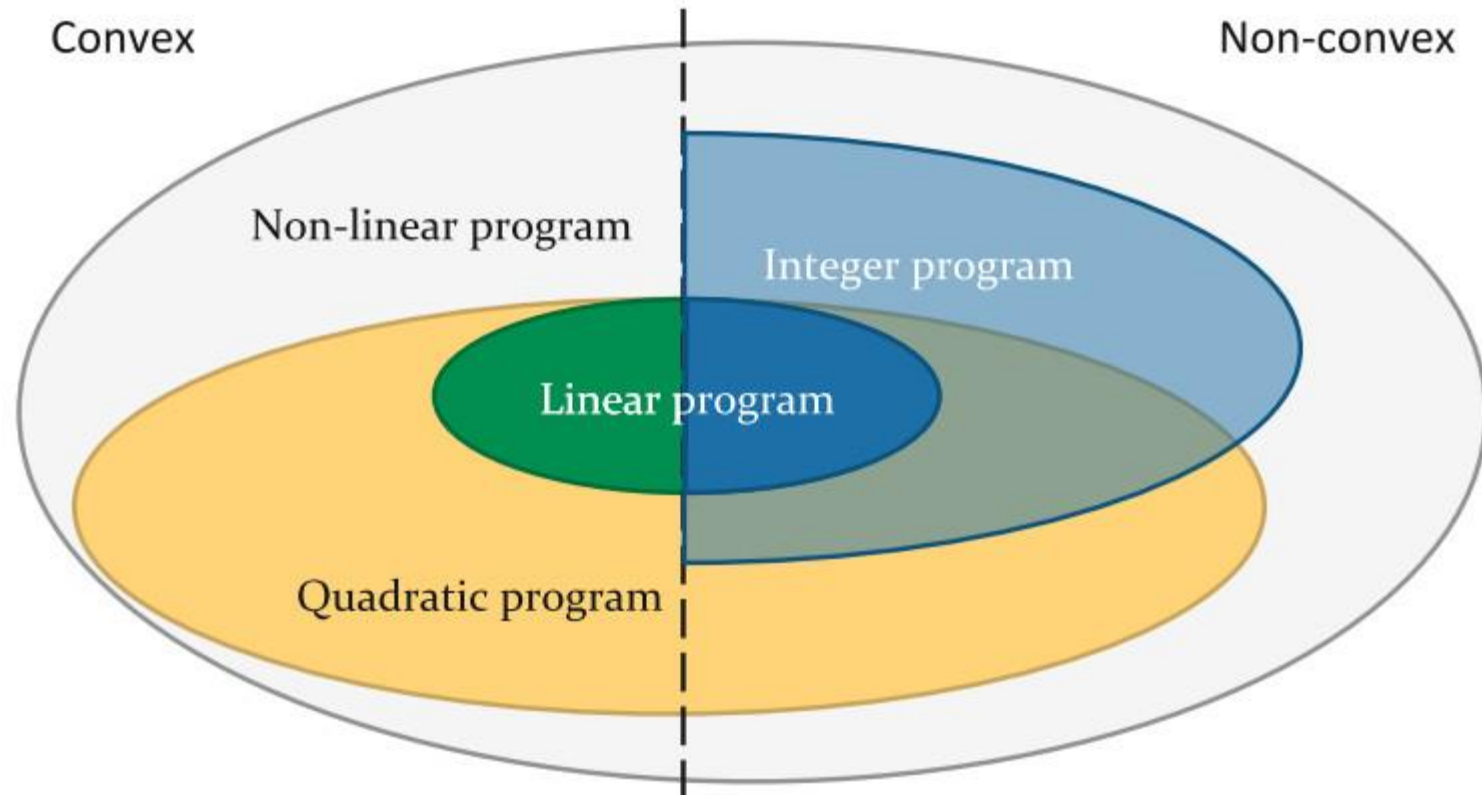 Convex
Non-convex
Non-linear program
Integer program
Linear program
Quadratic program